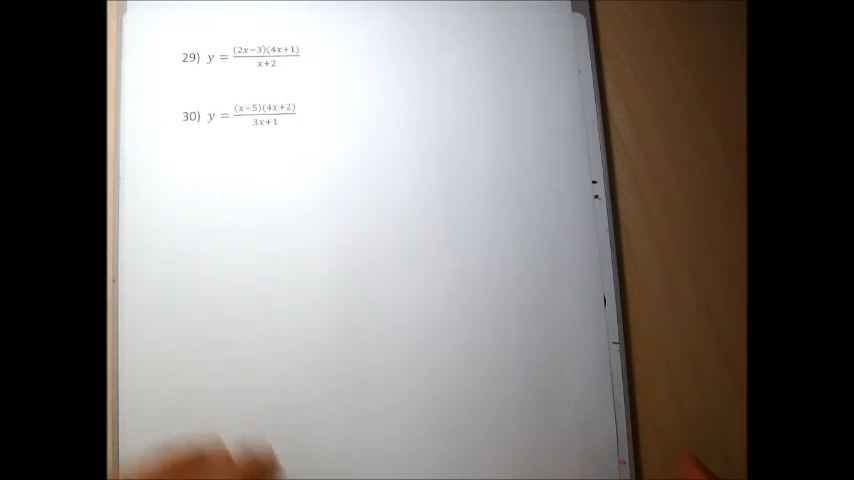 29) y = (2x−3)(4x+1)/x+2
30) y = (x−5)(4x+2)/3x+1